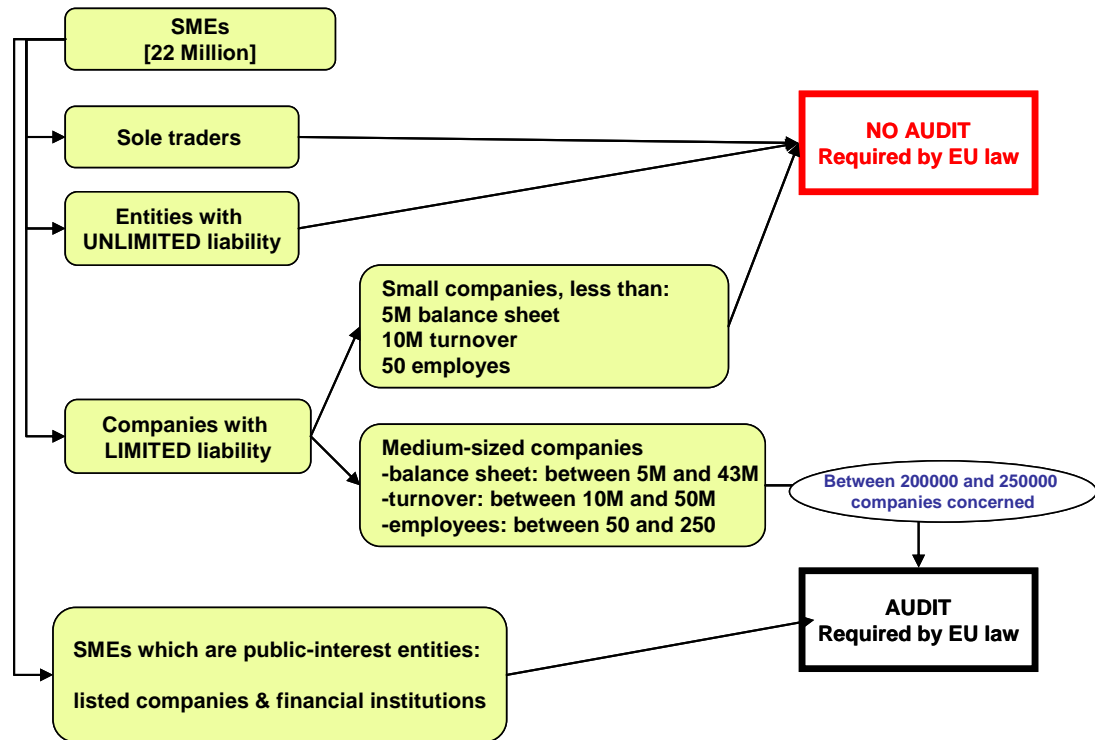 SMEs
[22 Million]
Sole traders
NO AUDIT
Required by EU law
Entities with
UNLIMITED liability
Small companies, less than:
5M balance sheet
10M turnover
50 employes
Companies with
LIMITED liability
Medium-sized companies
-balance sheet: between 5M and 43M
-turnover: between 10M and 50M
-employees: between 50 and 250
Between 200000 and 250000
companies concerned
AUDIT
Required by EU law
SMEs which are public-interest entities:
listed companies & financial institutions